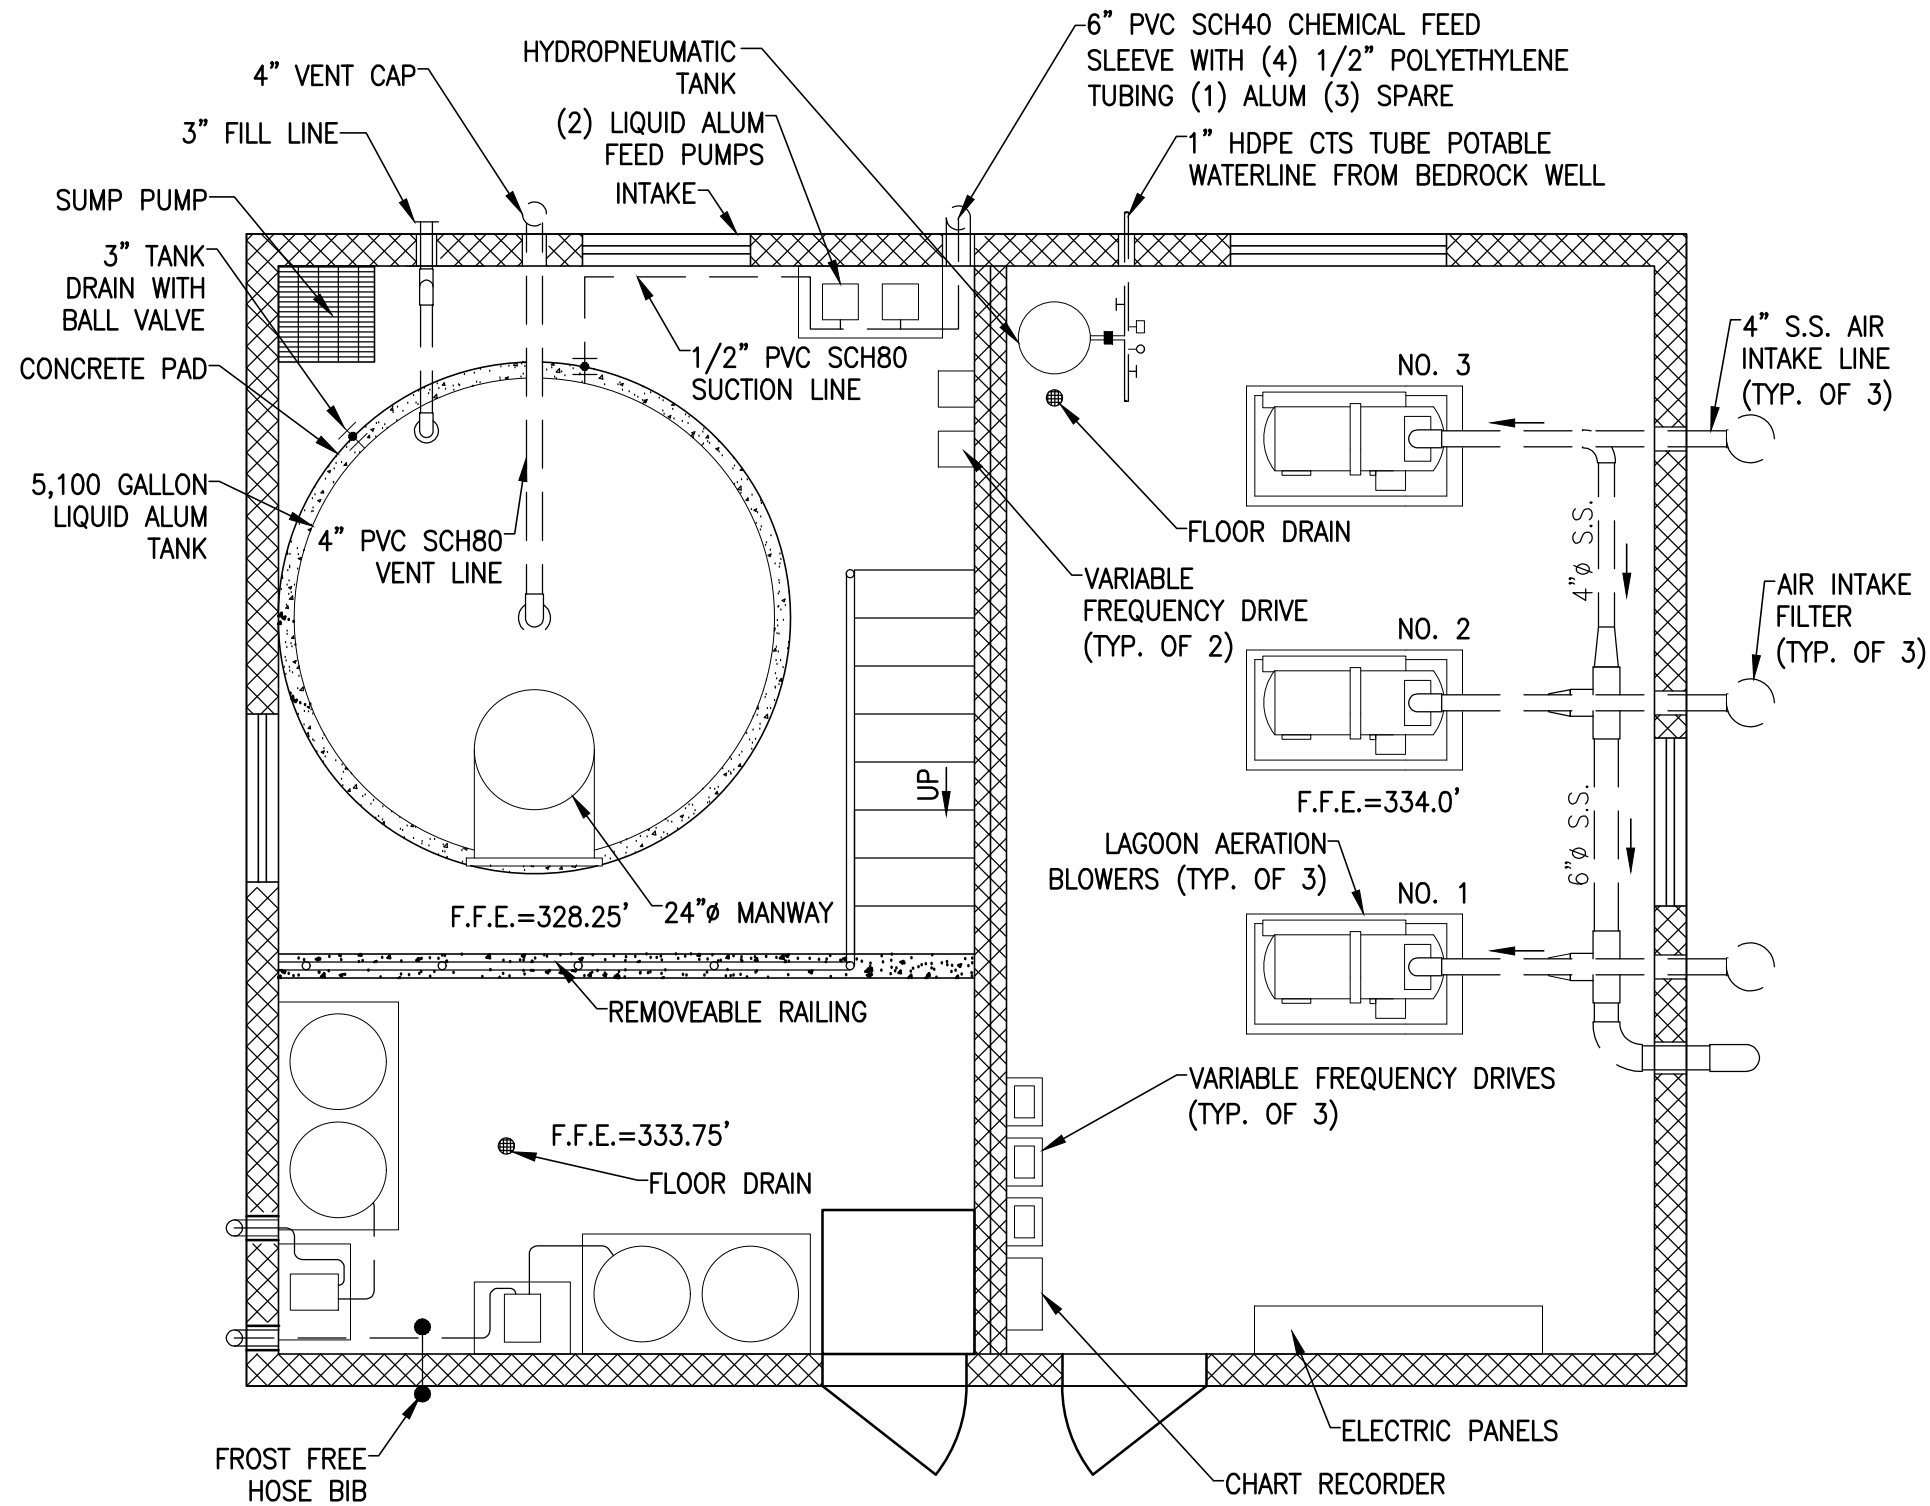 6" PVC SCH40 CHEMICAL FEED
SLEEVE WITH (4) 1/2" POLYETHYLENE
TUBING (1) ALUM (3) SPARE
HYDROPNEUMATIC
TANK
4" VENT CAP
(2) LIQUID ALUM
FEED PUMPS
3" FILL LINE
1" HDPE CTS TUBE POTABLE
WATERLINE FROM BEDROCK WELL
INTAKE
SUMP PUMP
3" TANK
DRAIN WITH
BALL VALVE
CONCRETE PAD
1/2" PVC SCH80
SUCTION LINE
4" S.S. AIR
INTAKE LINE
(TYP. OF 3)
NO. 3
5,100 GALLON
LIQUID ALUM
TANK
4" PVC SCH80
VENT LINE
FLOOR DRAIN
4"ø S.S.
VARIABLE
FREQUENCY DRIVE
(TYP. OF 2)
AIR INTAKE
FILTER
(TYP. OF 3)
NO. 2
UP
F.F.E.=334.0'
6"ø S.S.
LAGOON AERATION
BLOWERS (TYP. OF 3)
NO. 1
F.F.E.=328.25'
24"ø MANWAY
REMOVEABLE RAILING
VARIABLE FREQUENCY DRIVES
(TYP. OF 3)
F.F.E.=333.75'
FLOOR DRAIN
ELECTRIC PANELS
FROST FREE
HOSE BIB
CHART RECORDER